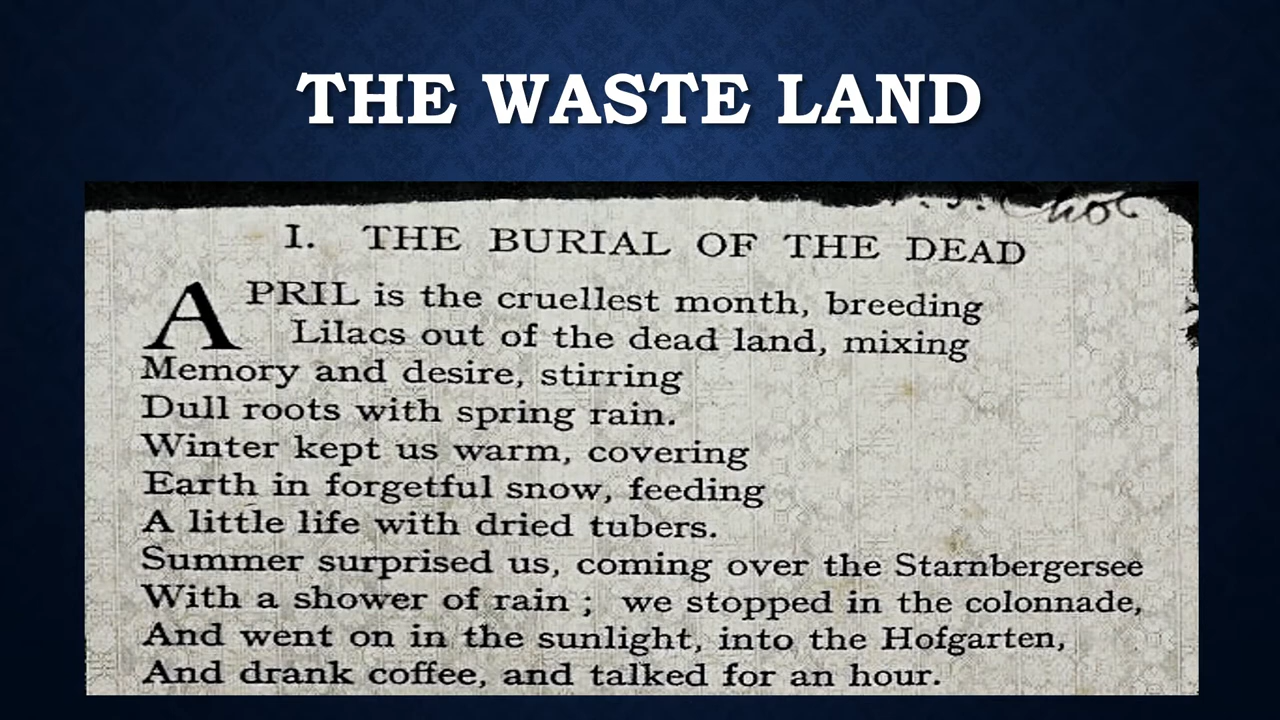 THE WASTE LAND
I. THE BURIAL OF THE DEAD
APRIL is the cruellest month, breeding
Lilacs out of the dead land, mixing
Memory and desire, stirring
Dull roots with spring rain.
Winter kept us warm, covering
Earth in forgetful snow, feeding
A little life with dried tubers.
Summer surprised us, coming over the Starnbergersee
With a shower of rain ; we stopped in the colonnade,
And went on in the sunlight, into the Hofgarten,
And drank coffee, and talked for an hour.